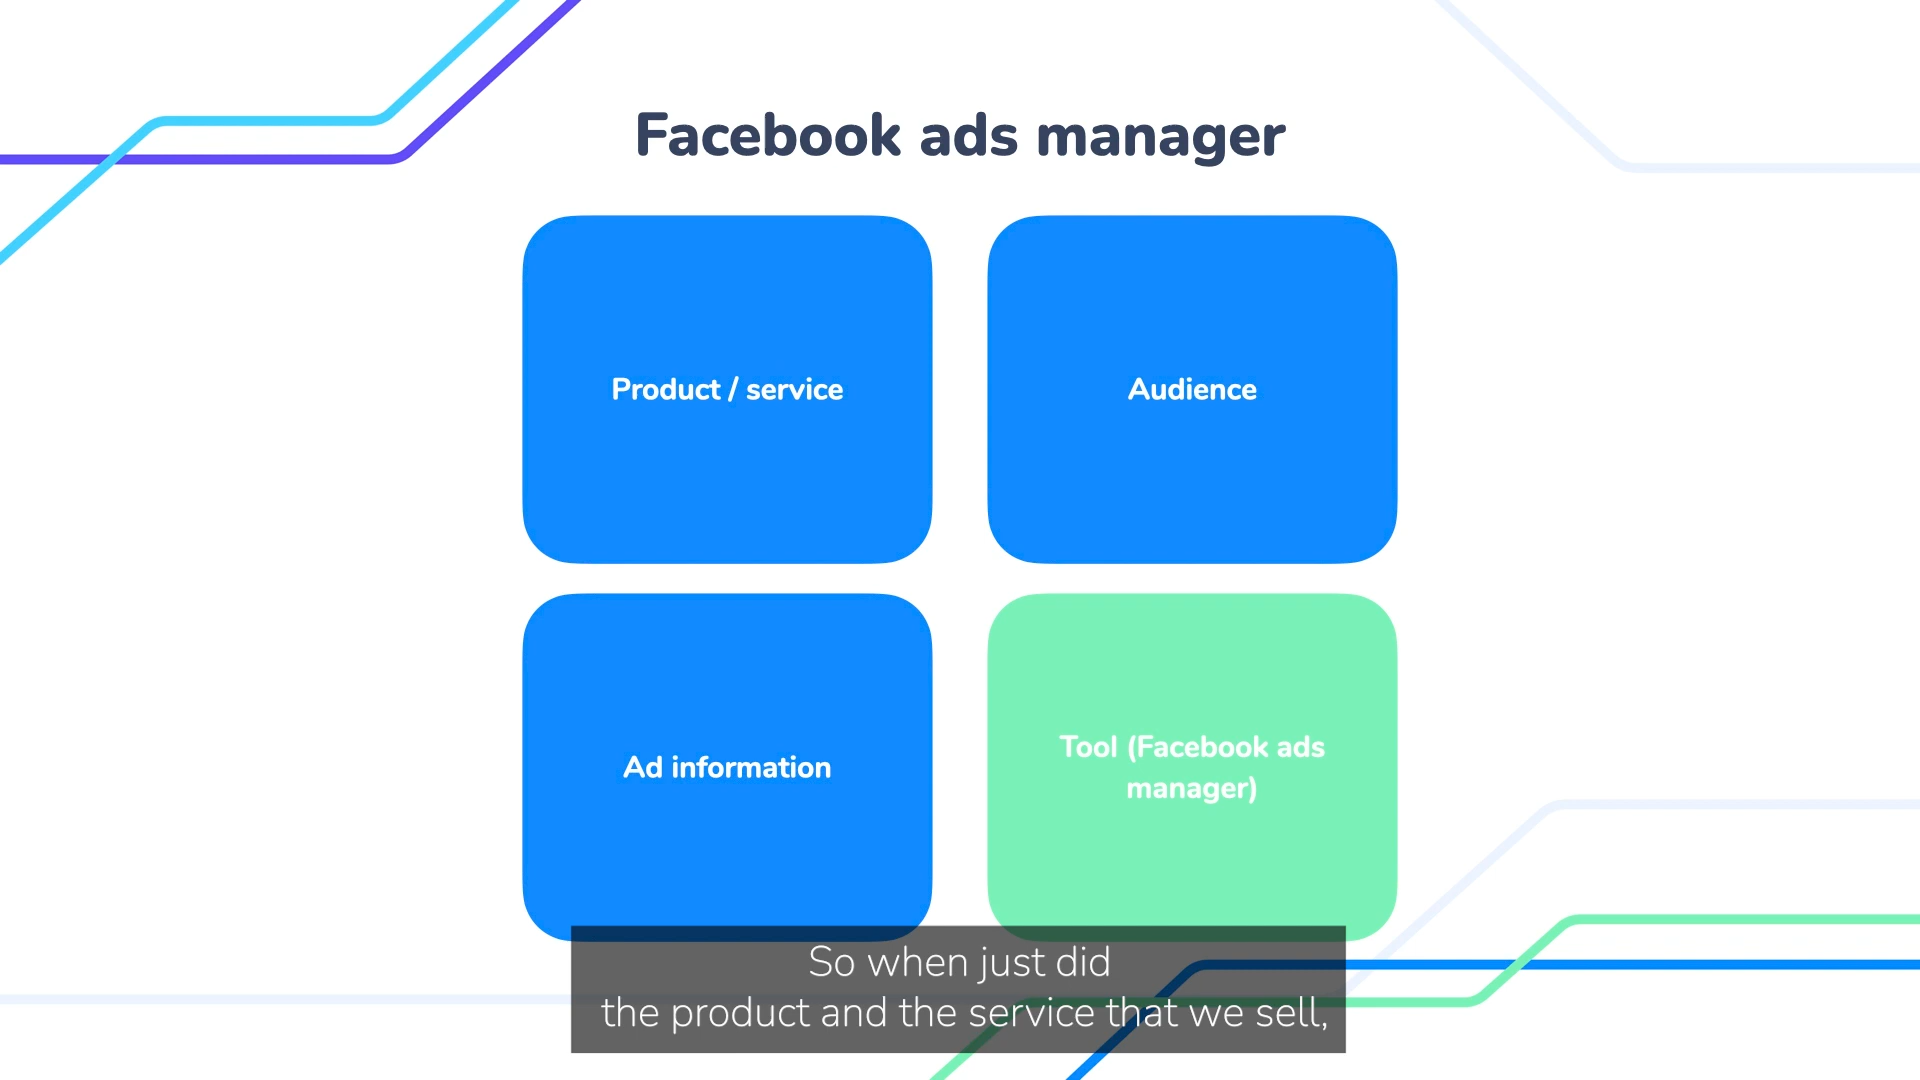 Facebook ads manager
Product / service
Audience
Ad information
Tool (Facebook ads
manager)
So when just did
the product and the service that we sell,